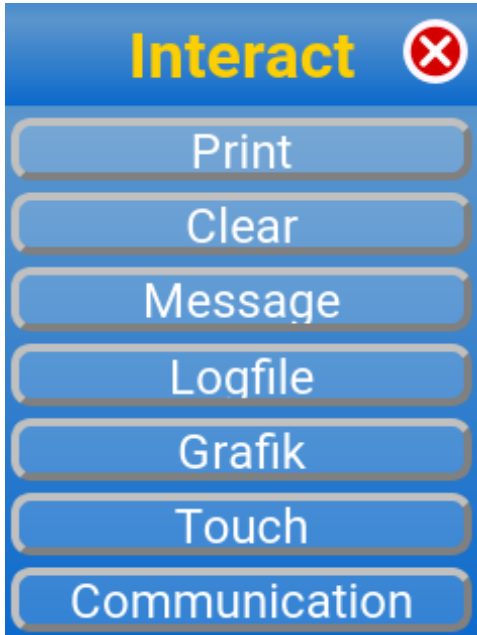 Interact
Print
Clear
Message
Logfile
Grafik
Touch
Communication